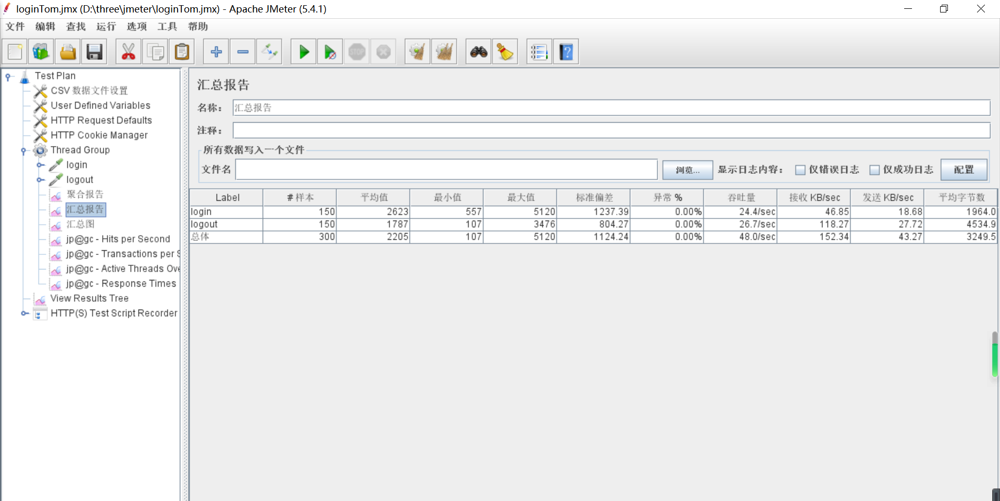 loginTom.jmx (D:\three\jmeter\loginTom.jmx) - Apache JMeter (5.4.1)
文件 编辑 查找 运行 选项 工具 帮助
STOP
Test Plan
CSV 数据文件设置
User Defined Variables
HTTP Request Defaults
HTTP Cookie Manager
Thread Group
login
logout
聚合报告
汇总报告
汇总图
jp@gc - Hits per Second
jp@gc - Transactions per S
jp@gc - Active Threads Ove
jp@gc - Response Times
View Results Tree
HTTP(S) Test Script Recorder
汇总报告
名称： 汇总报告
注释：
所有数据写入一个文件
文件名 浏览... 显示日志内容： 仅错误日志 仅成功日志 配置
Label # 样本 平均值 最小值 最大值 标准偏差 异常 % 吞吐量 接收 KB/sec 发送 KB/sec 平均字节数
login 150 2623 557 5120 1237.39 0.00% 24.4/sec 46.85 18.68 1964.0
logout 150 1787 107 3476 804.27 0.00% 26.7/sec 118.27 27.72 4534.9
总体 300 2205 107 5120 1124.24 0.00% 48.0/sec 152.34 43.27 3249.5